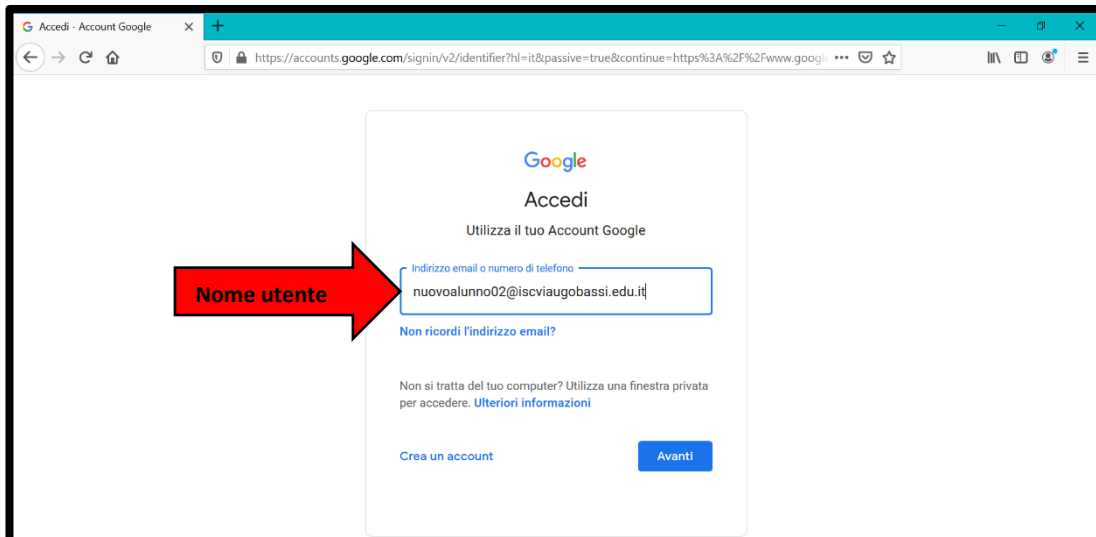 Accedi - Account Google
https://accounts.google.com/signin/v2/identifier?hl=it&passive=true&continue=https%3A%2F%2Fwww.googl
Google
Accedi
Utilizza il tuo Account Google
Indirizzo email o numero di telefono
Nome utente
nuovoalunno02@iscviaugobassi.edu.it
Non ricordi l'indirizzo email?
Non si tratta del tuo computer? Utilizza una finestra privata
per accedere. Ulteriori informazioni
Crea un account
Avanti